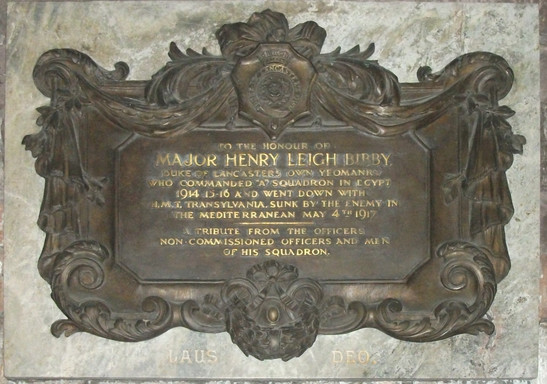 TO THE HONOUR OF
MAJOR HENRY LEIGH BIBBY,
DUKE OF LANCASTER'S OWN YEOMANRY
WHO COMMANDED "A" SQUADRON IN EGYPT
1914-15-16 AND WENT DOWN WITH
H.M.T. TRANSYLVANIA. SUNK BY THE ENEMY IN
THE MEDITERRANEAN MAY 4TH 1917
A TRIBUTE FROM THE OFFICERS
NON-COMMISSIONED OFFICERS AND MEN
OF HIS SQUADRON.
LAUS DEO